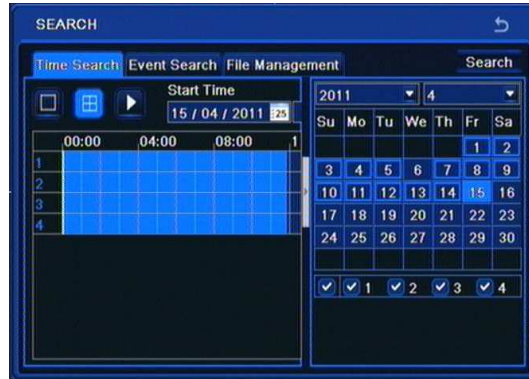 SEARCH
Time Search Event Search File Management Search
Start Time
15 / 04 / 2011 25
2011 4
Su Mo Tu We Th Fr Sa
1 2
3 4 5 6 7 8 9
10 11 12 13 14 15 16
17 18 19 20 21 22 23
24 25 26 27 28 29 30
00:00 04:00 08:00 1
1
2
3
4
1 2 3 4